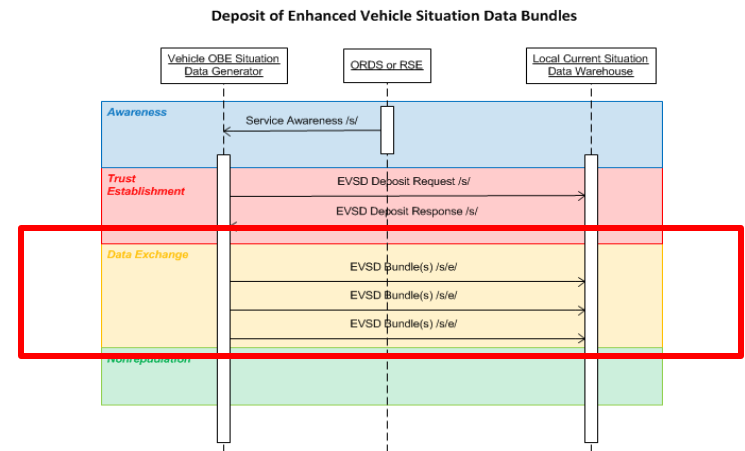 Deposit of Enhanced Vehicle Situation Data Bundles
Vehicle OBE Situation
Data Generator
ORDS or RSE
Local Current Situation
Data Warehouse
Awareness
Service Awareness /s/
Trust
Establishment
EVSD Deposit Request /s/
EVSD Deposit Response /s/
Data Exchange
EVSD Bundle(s) /s/e/
EVSD Bundle(s) /s/e/
EVSD Bundle(s) /s/e/
Nonrepudiation